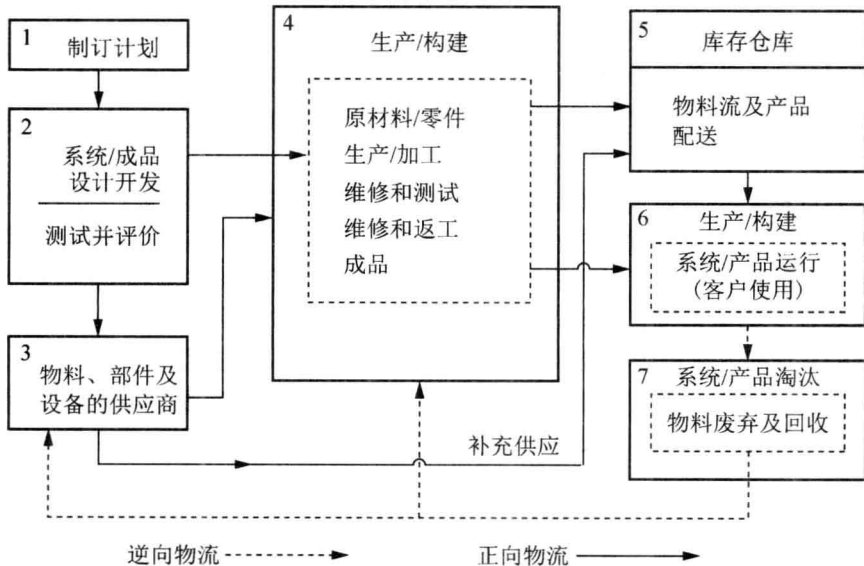 1
制订计划
2
系统/成品
设计开发
测试并评价
3
物料、部件及
设备的供应商
4
生产/构建
原材料/零件
生产/加工
维修和测试
维修和返工
成品
5
库存仓库
物料流及产品
配送
6
生产/构建
系统/产品运行
(客户使用)
7
系统/产品淘汰
物料废弃及回收
补充供应
逆向物流
正向物流